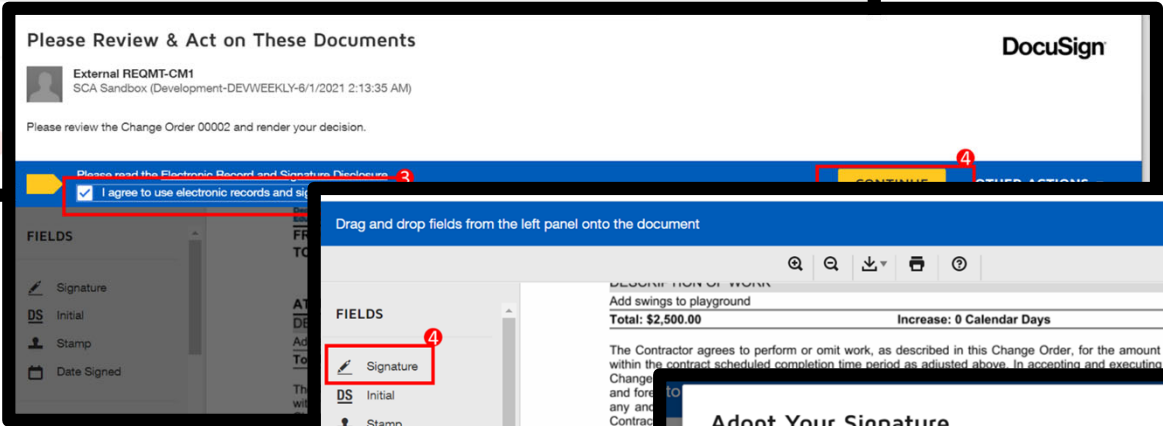 Please Review & Act on These Documents
DocuSign
External REQMT-CM1
SCA Sandbox (Development-DEVWEEKLY-6/1/2021 2:13:35 AM)
Please review the Change Order 00002 and render your decision.
4
Please read the Electronic Record and Signature Disclosure
3
CONTINUE
OTHER ACTIONS
I agree to use electronic records and
FIELDS
Signature
DS Initial
Stamp
Date Signed
Drag and drop fields from the left panel onto the document
FIELDS
4
Signature
DS Initial
Stamp
DESCRIPTION OF WORK
Add swings to playground
Total: $2,500.00 Increase: 0 Calendar Days
The Contractor agrees to perform or omit work, as described in this Change Order, for the amount
within the contract scheduled completion time period as adjusted above. In accepting and executing
Change
and
any
Adopt Your Signature